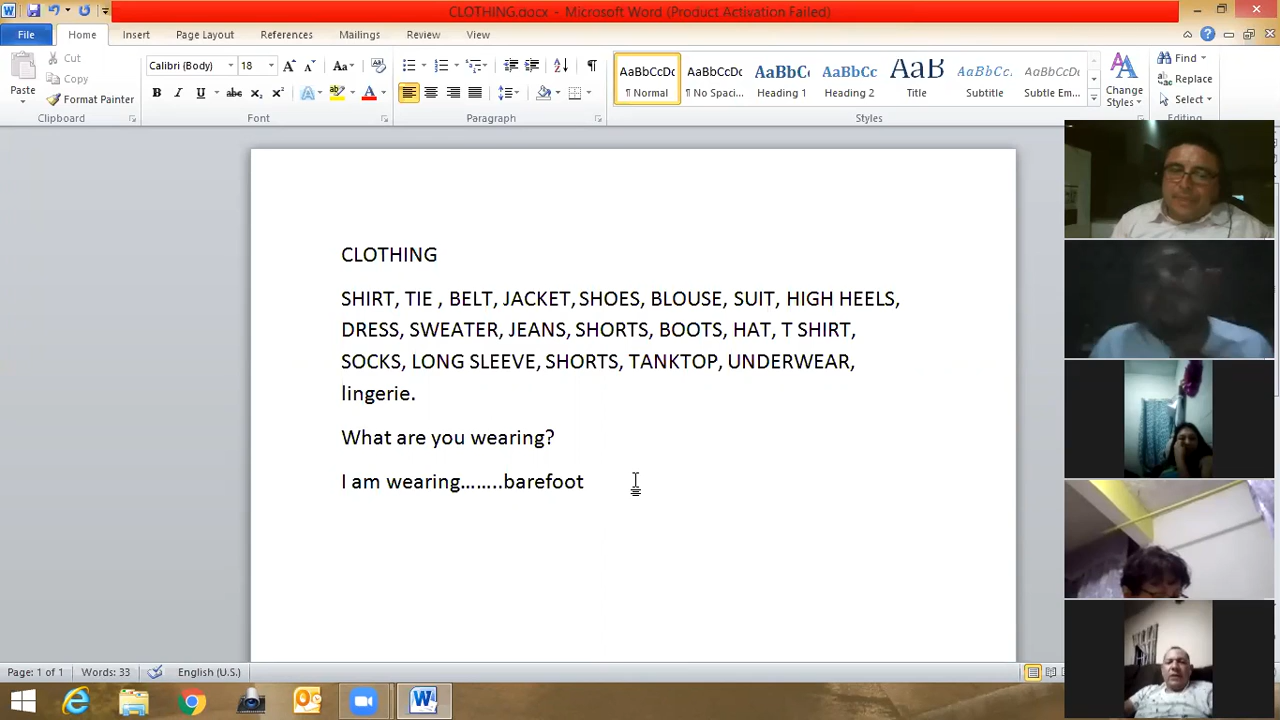 CLOTHING.docx - Microsoft Word (Product Activation Failed)
File Home Insert Page Layout References Mailings Review View
Paste
Cut
Copy
Format Painter
Clipboard
Calibri (Body) 18
Font
Paragraph
AaBbCcDc AaBbCcDc AaBbC AaBbCc AaB AaBbCcL AaBbCcDc
¶ Normal ¶ No Spaci... Heading 1 Heading 2 Title Subtitle Subtle Em...
Styles
Change Styles
Find
Replace
Select
Editing
CLOTHING
SHIRT, TIE , BELT, JACKET, SHOES, BLOUSE, SUIT, HIGH HEELS,
DRESS, SWEATER, JEANS, SHORTS, BOOTS, HAT, T SHIRT,
SOCKS, LONG SLEEVE, SHORTS, TANKTOP, UNDERWEAR,
lingerie.
What are you wearing?
I am wearing……..barefoot
Page: 1 of 1 Words: 33 English (U.S.)